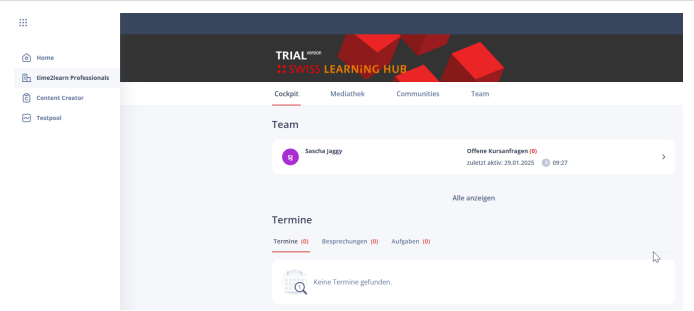 Home
time2learn Professionals
Content Creator
Testpool
TRIAL version
SWISS LEARNING HUB
Cockpit Mediathek Communities Team
Team
SJ Sascha Jaggy Offene Kursanfragen (0)
zuletzt aktiv: 29.01.2025 09:27
Alle anzeigen
Termine
Termine (0) Besprechungen (0) Aufgaben (0)
Keine Termine gefunden.